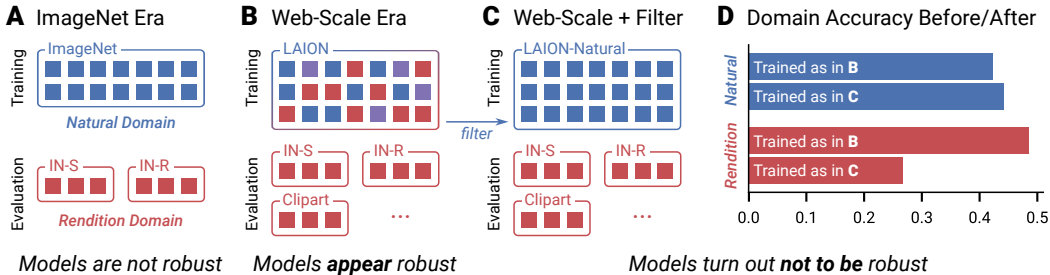 A ImageNet Era
Training
ImageNet
Natural Domain
Evaluation
IN-S
IN-R
Rendition Domain
Models are not robust
B Web-Scale Era
Training
LAION
filter
Evaluation
IN-S
IN-R
Clipart
...
Models appear robust
C Web-Scale + Filter
Training
LAION-Natural
Evaluation
IN-S
IN-R
Clipart
...
D Domain Accuracy Before/After
Natural
Trained as in B
Trained as in C
Rendition
Trained as in B
Trained as in C
0.0 0.1 0.2 0.3 0.4 0.5
Models turn out not to be robust